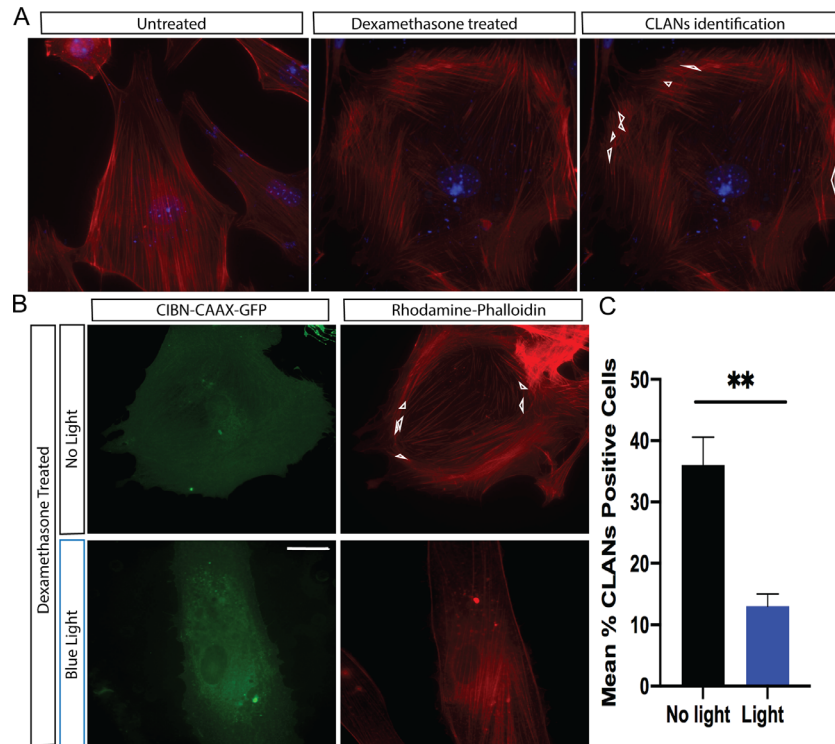 A
Untreated
Dexamethasone treated
CLANs identification
B
CIBN-CAAX-GFP
Rhodamine-Phalloidin
Dexamethasone Treated
No Light
Blue Light
C
**
Mean % CLANs Positive Cells
50
40
30
20
10
0
No light
Light